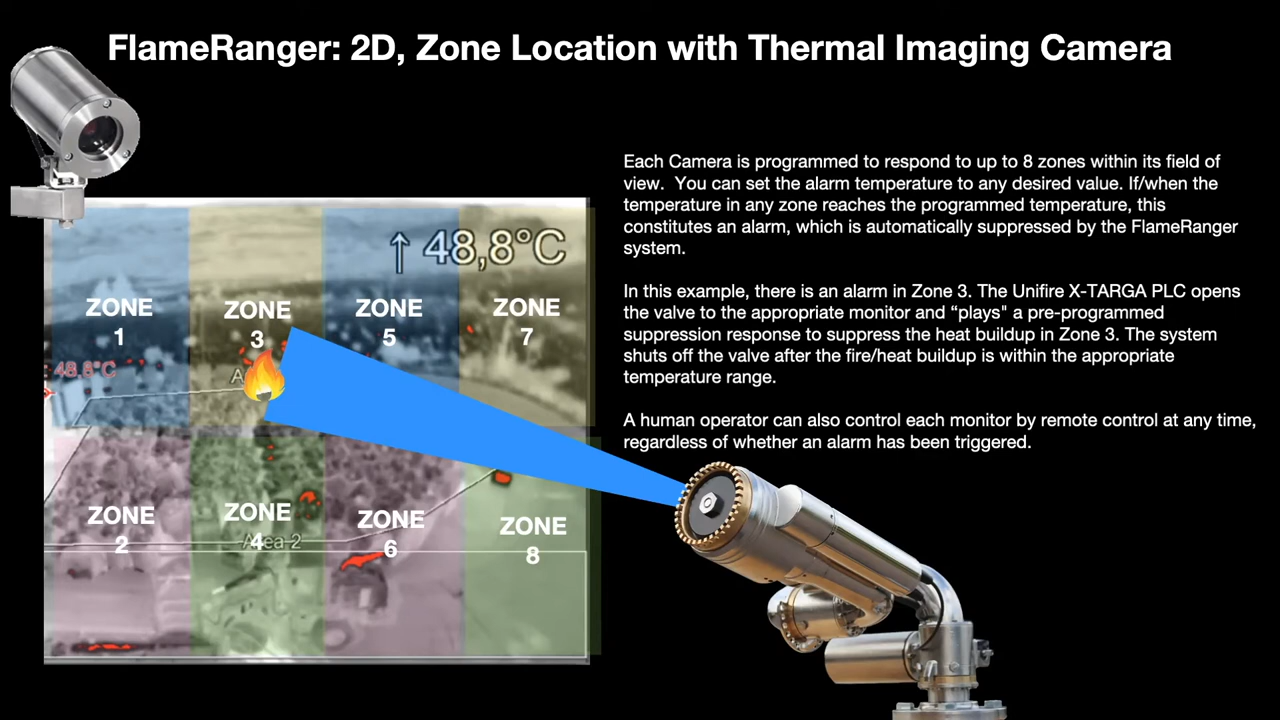 FlameRanger: 2D, Zone Location with Thermal Imaging Camera
Each Camera is programmed to respond to up to 8 zones within its field of
view.  You can set the alarm temperature to any desired value. If/when the
temperature in any zone reaches the programmed temperature, this
constitutes an alarm, which is automatically suppressed by the FlameRanger
system.
In this example, there is an alarm in Zone 3. The Unifire X-TARGA PLC opens
the valve to the appropriate monitor and “plays" a pre-programmed
suppression response to suppress the heat buildup in Zone 3. The system
shuts off the valve after the fire/heat buildup is within the appropriate
temperature range.
A human operator can also control each monitor by remote control at any time,
regardless of whether an alarm has been triggered.
↑ 48,8°C
ZONE
1
ZONE
3
ZONE
5
ZONE
7
48,8°C
ZONE
2
ZONE
4
Area 2
ZONE
6
ZONE
8